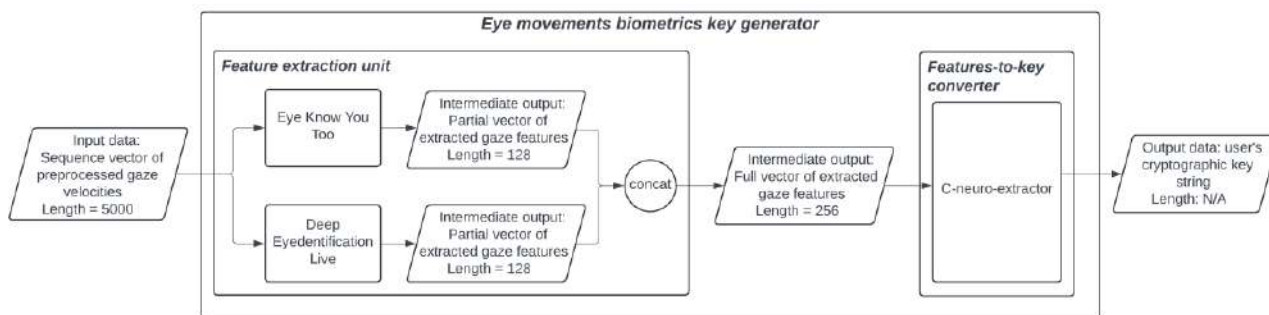 Eye movements biometrics key generator
Feature extraction unit
Features-to-key
converter
Input data:
Sequence vector of
preprocessed gaze
velocities
Length = 5000
Eye Know You
Too
Intermediate output:
Partial vector of
extracted gaze features
Length = 128
Deep
Eyedentification
Live
Intermediate output:
Partial vector of
extracted gaze features
Length = 128
concat
Intermediate output:
Full vector of extracted
gaze features
Length = 256
C-neuro-extractor
Output data: user's
cryptographic key
string
Length: N/A